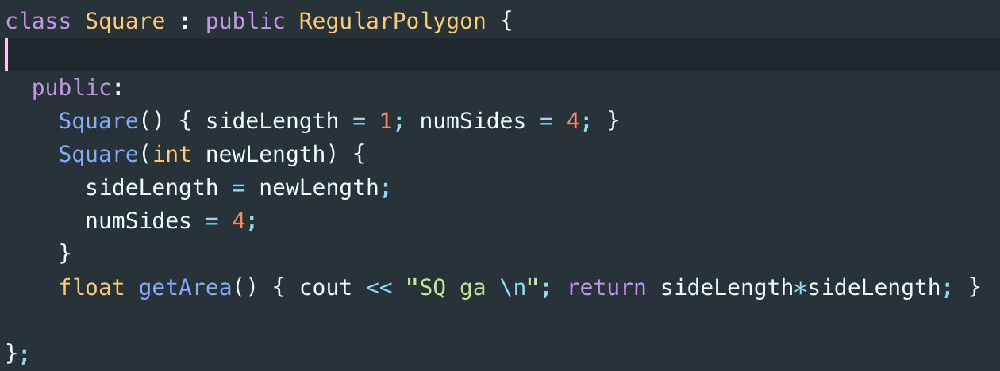 class Square : public RegularPolygon {
public:
Square() { sideLength = 1; numSides = 4; }
Square(int newLength) {
sideLength = newLength;
numSides = 4;
}
float getArea() { cout << "SQ ga \n"; return sideLength*sideLength; }
};